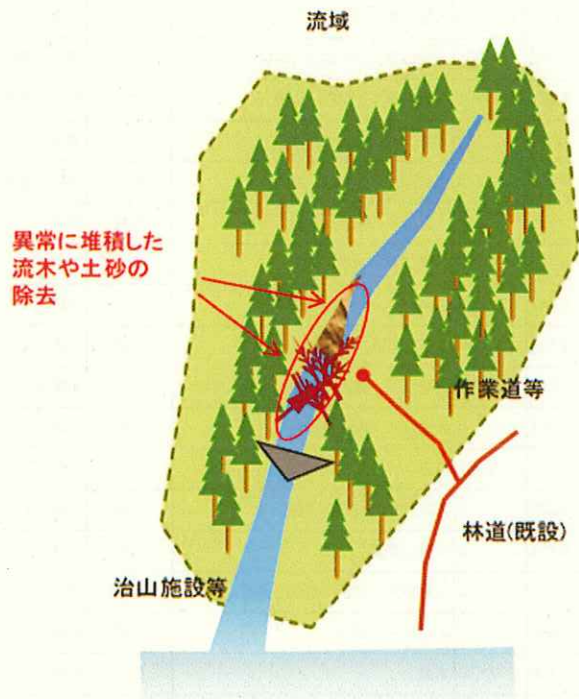 流域
異常に堆積した
流木や土砂の
除去
作業道等
林道(既設)
治山施設等